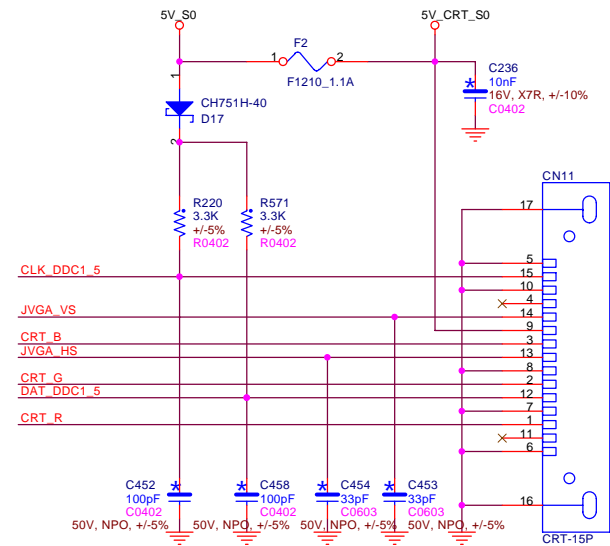 5V_S0
5V_CRT_S0
F2
1
2
F1210_1.1A
C236
10nF
16V, X7R, +/-10%
C0402
1
CH751H-40
D17
2
CN11
R220
3.3K
+/-5%
R0402
R571
3.3K
+/-5%
R0402
17
5
CLK_DDC1_5
15
10
4
JVGA_VS
14
9
CRT_B
3
JVGA_HS
13
8
CRT_G
2
DAT_DDC1_5
12
7
CRT_R
1
11
6
C452
100pF
C0402
50V, NPO, +/-5%
C458
100pF
C0402
50V, NPO, +/-5%
C454
33pF
C0603
50V, NPO, +/-5%
C453
33pF
C0603
50V, NPO, +/-5%
16
CRT-15P